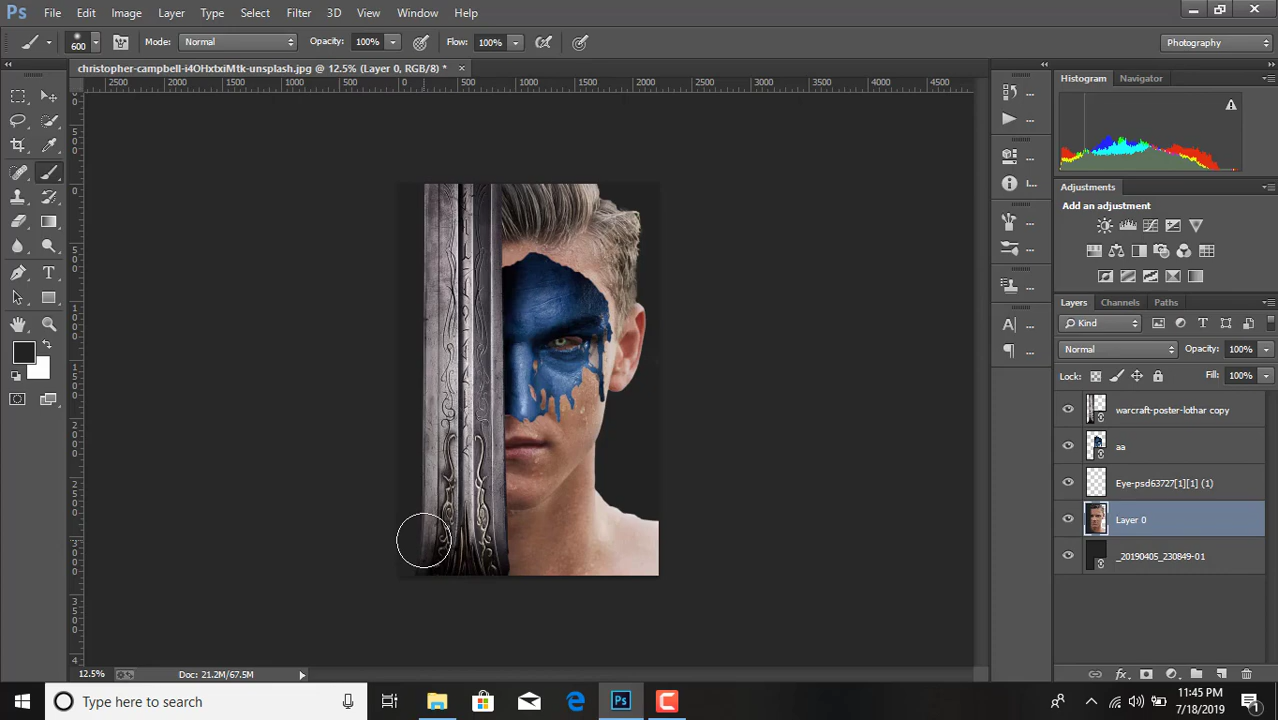 Ps File Edit Image Layer Type Select Filter 3D View Window Help
600 Mode: Normal Opacity: 100% Flow: 100% Photography
christopher-campbell-i4OHxtxiMtk-unsplash.jpg @ 12.5% (Layer 0, RGB/8) *
2500 2000 1500 1000 500 0 500 1000 1500 2000 2500 3000 3500 4000 4500
Histogram Navigator
Adjustments
Add an adjustment
Layers Channels Paths
Kind
Normal Opacity: 100%
Lock: Fill: 100%
warcraft-poster-lothar copy
aa
Eye-psd63727[1][1] (1)
Layer 0
_20190405_230849-01
12.5% Doc: 21.2M/67.5M
Type here to search
Ps
1:45 PM
7/18/2019
1